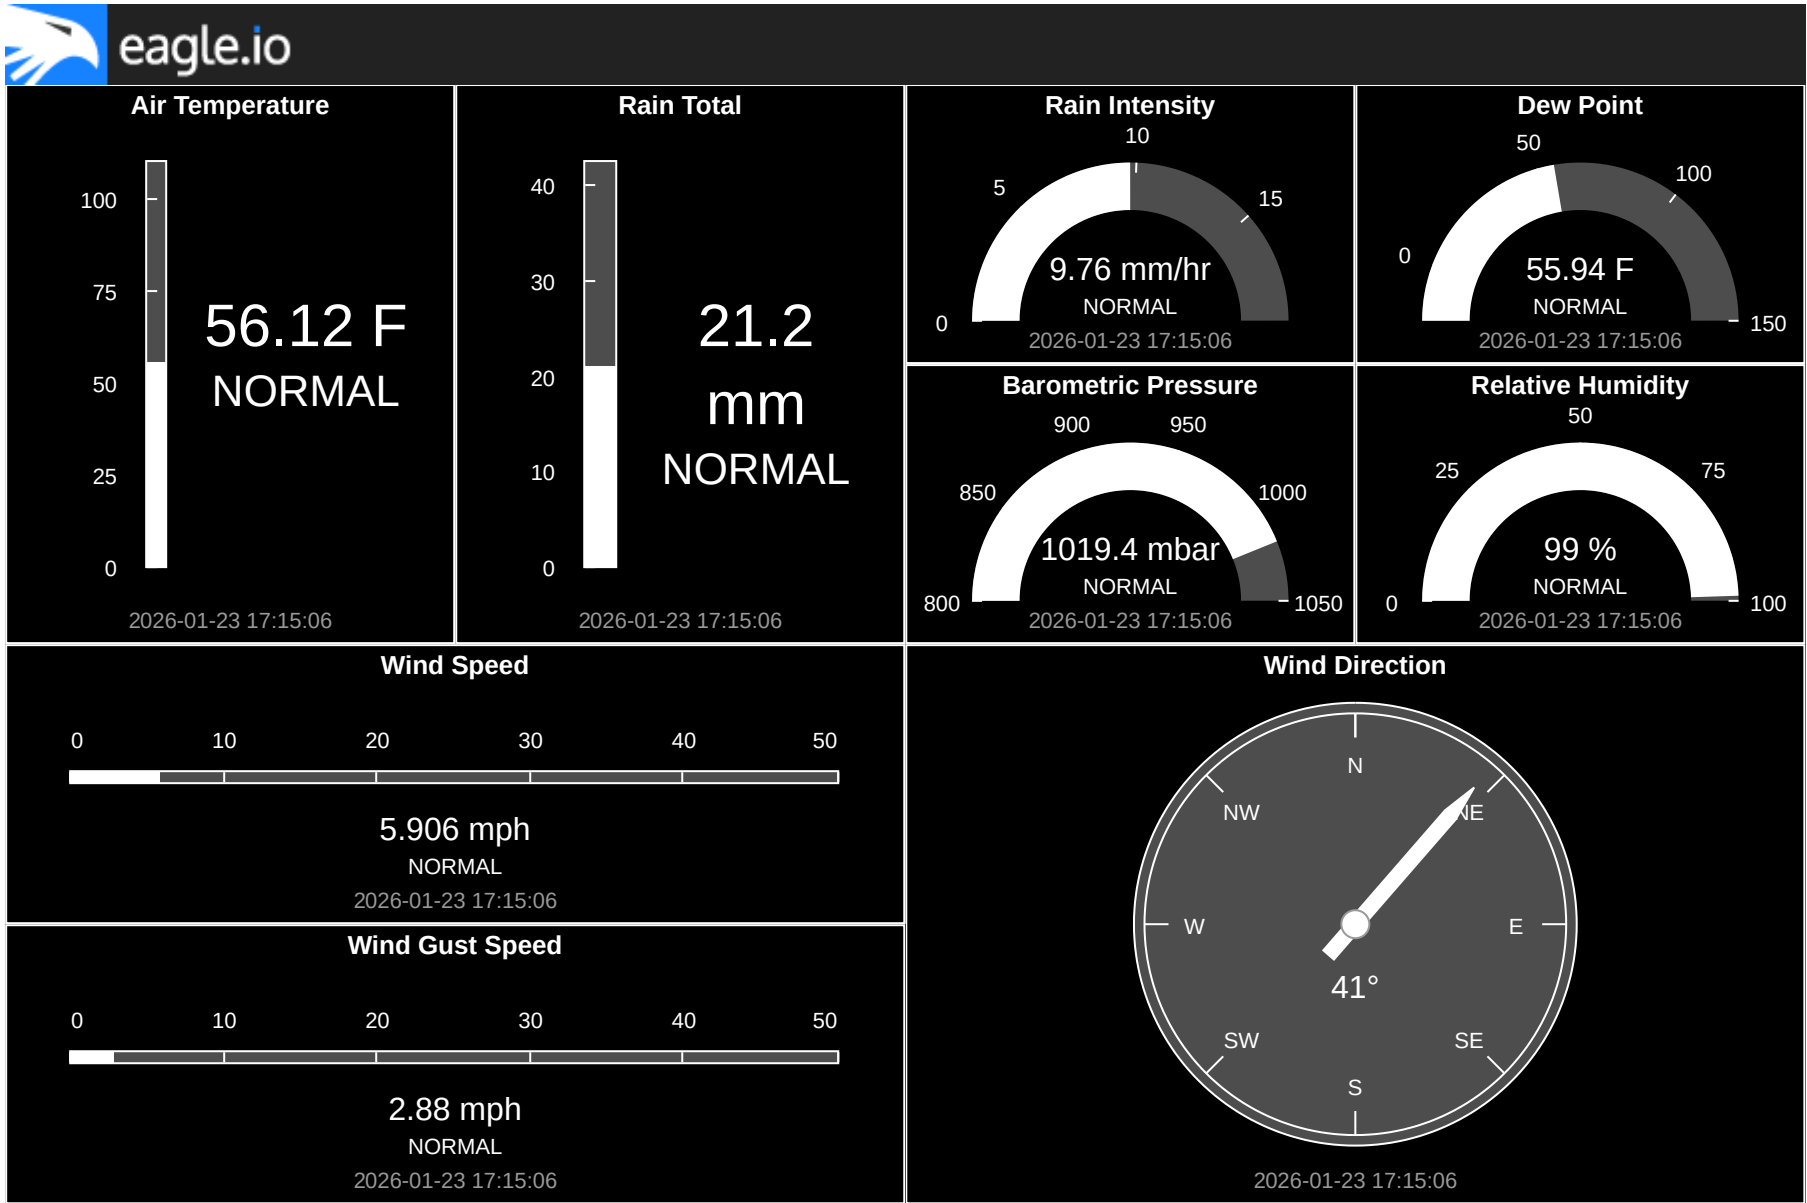 eagle.io
Air Temperature
100
75
50
25
0
56.12 F
NORMAL
2026-01-23 17:15:06
Rain Total
40
30
20
10
0
21.2
mm
NORMAL
2026-01-23 17:15:06
Rain Intensity
0
5
10
15
9.76 mm/hr
NORMAL
2026-01-23 17:15:06
Dew Point
0
50
100
150
55.94 F
NORMAL
2026-01-23 17:15:06
Barometric Pressure
800
850
900
950
1000
1050
1019.4 mbar
NORMAL
2026-01-23 17:15:06
Relative Humidity
0
25
50
75
100
99 %
NORMAL
2026-01-23 17:15:06
Wind Speed
0 10 20 30 40 50
5.906 mph
NORMAL
2026-01-23 17:15:06
Wind Gust Speed
0 10 20 30 40 50
2.88 mph
NORMAL
2026-01-23 17:15:06
Wind Direction
N
NW NE
W E
41°
SW SE
S
2026-01-23 17:15:06